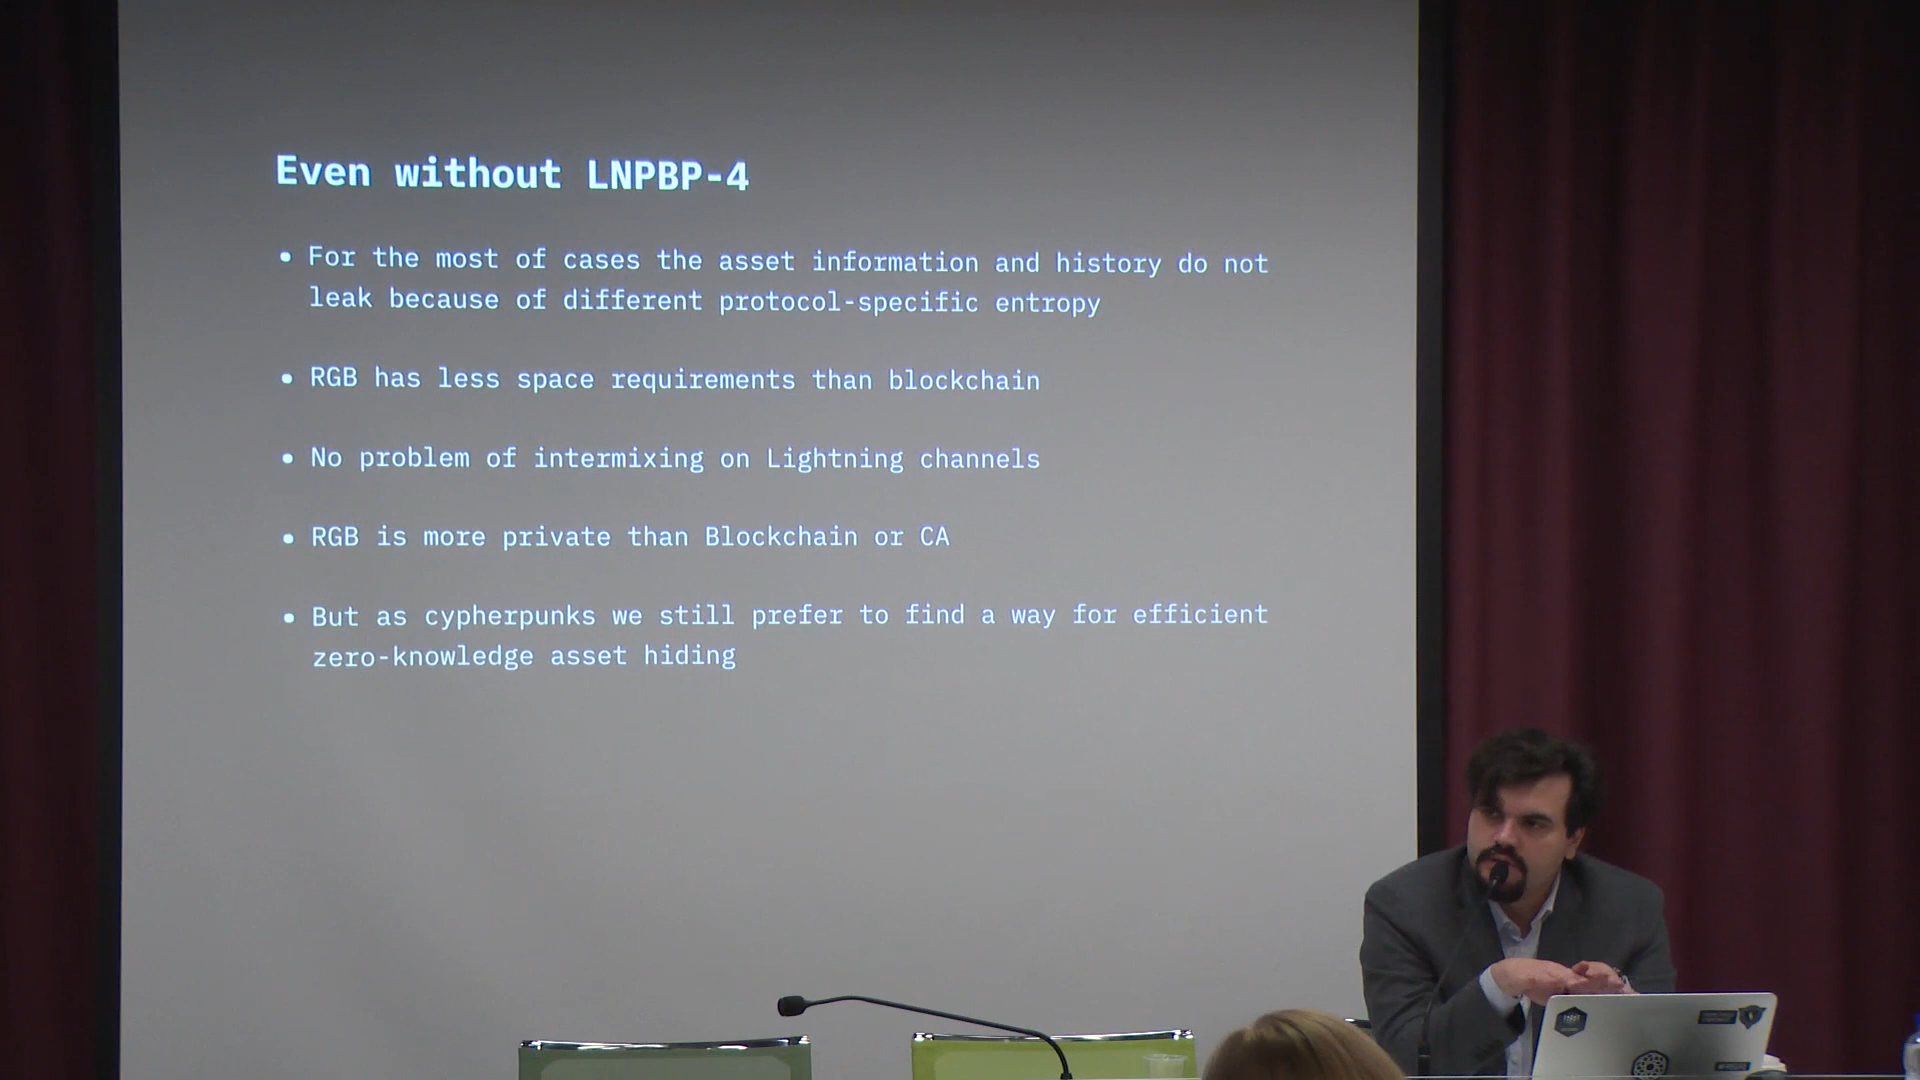 Even without LNPBP-4
• For the most of cases the asset information and history do not
leak because of different protocol-specific entropy
• RGB has less space requirements than blockchain
• No problem of intermixing on Lightning channels
• RGB is more private than Blockchain or CA
• But as cypherpunks we still prefer to find a way for efficient
zero-knowledge asset hiding